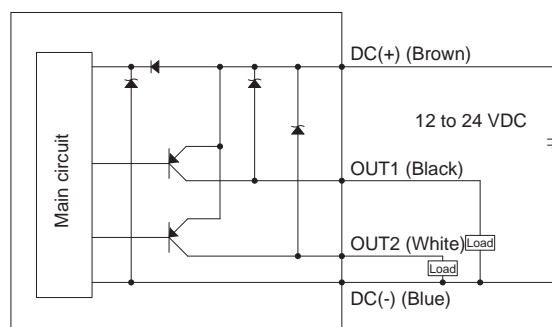 DC(+) (Brown)
12 to 24 VDC
Main circuit
OUT1 (Black)
OUT2 (White)
Load
Load
DC(-) (Blue)